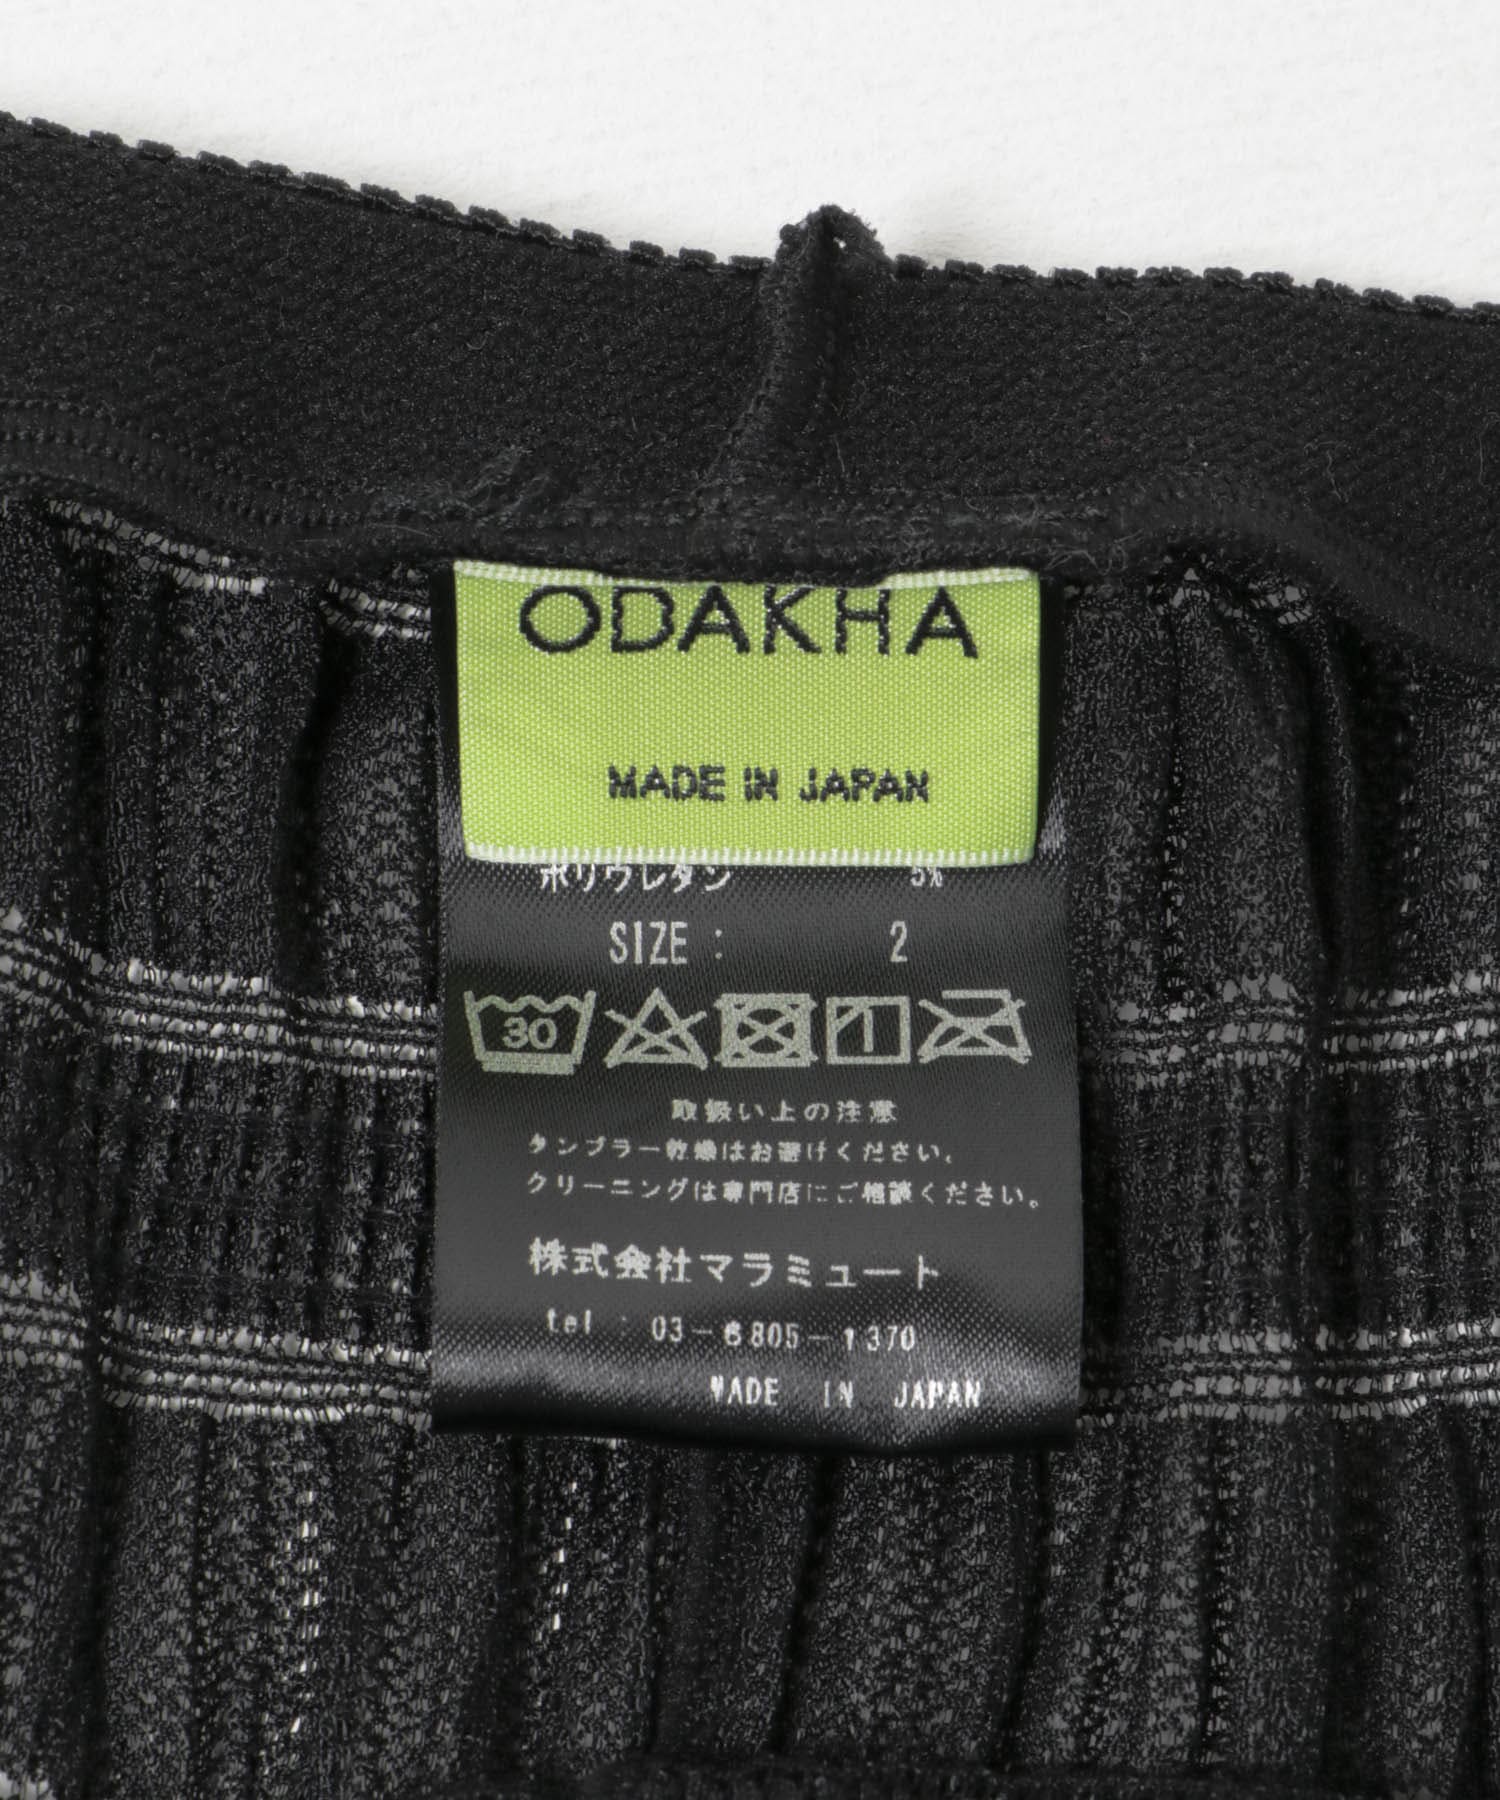 ODAKHA
MADE IN JAPAN
ポリウレタン 5%
SIZE : 2
30
取扱い上の注意
タンブラー乾燥はお避けください。
クリーニングは専門店にご相談ください。
株式会社マラミュート
tel : 03-6805-1370
MADE IN JAPAN